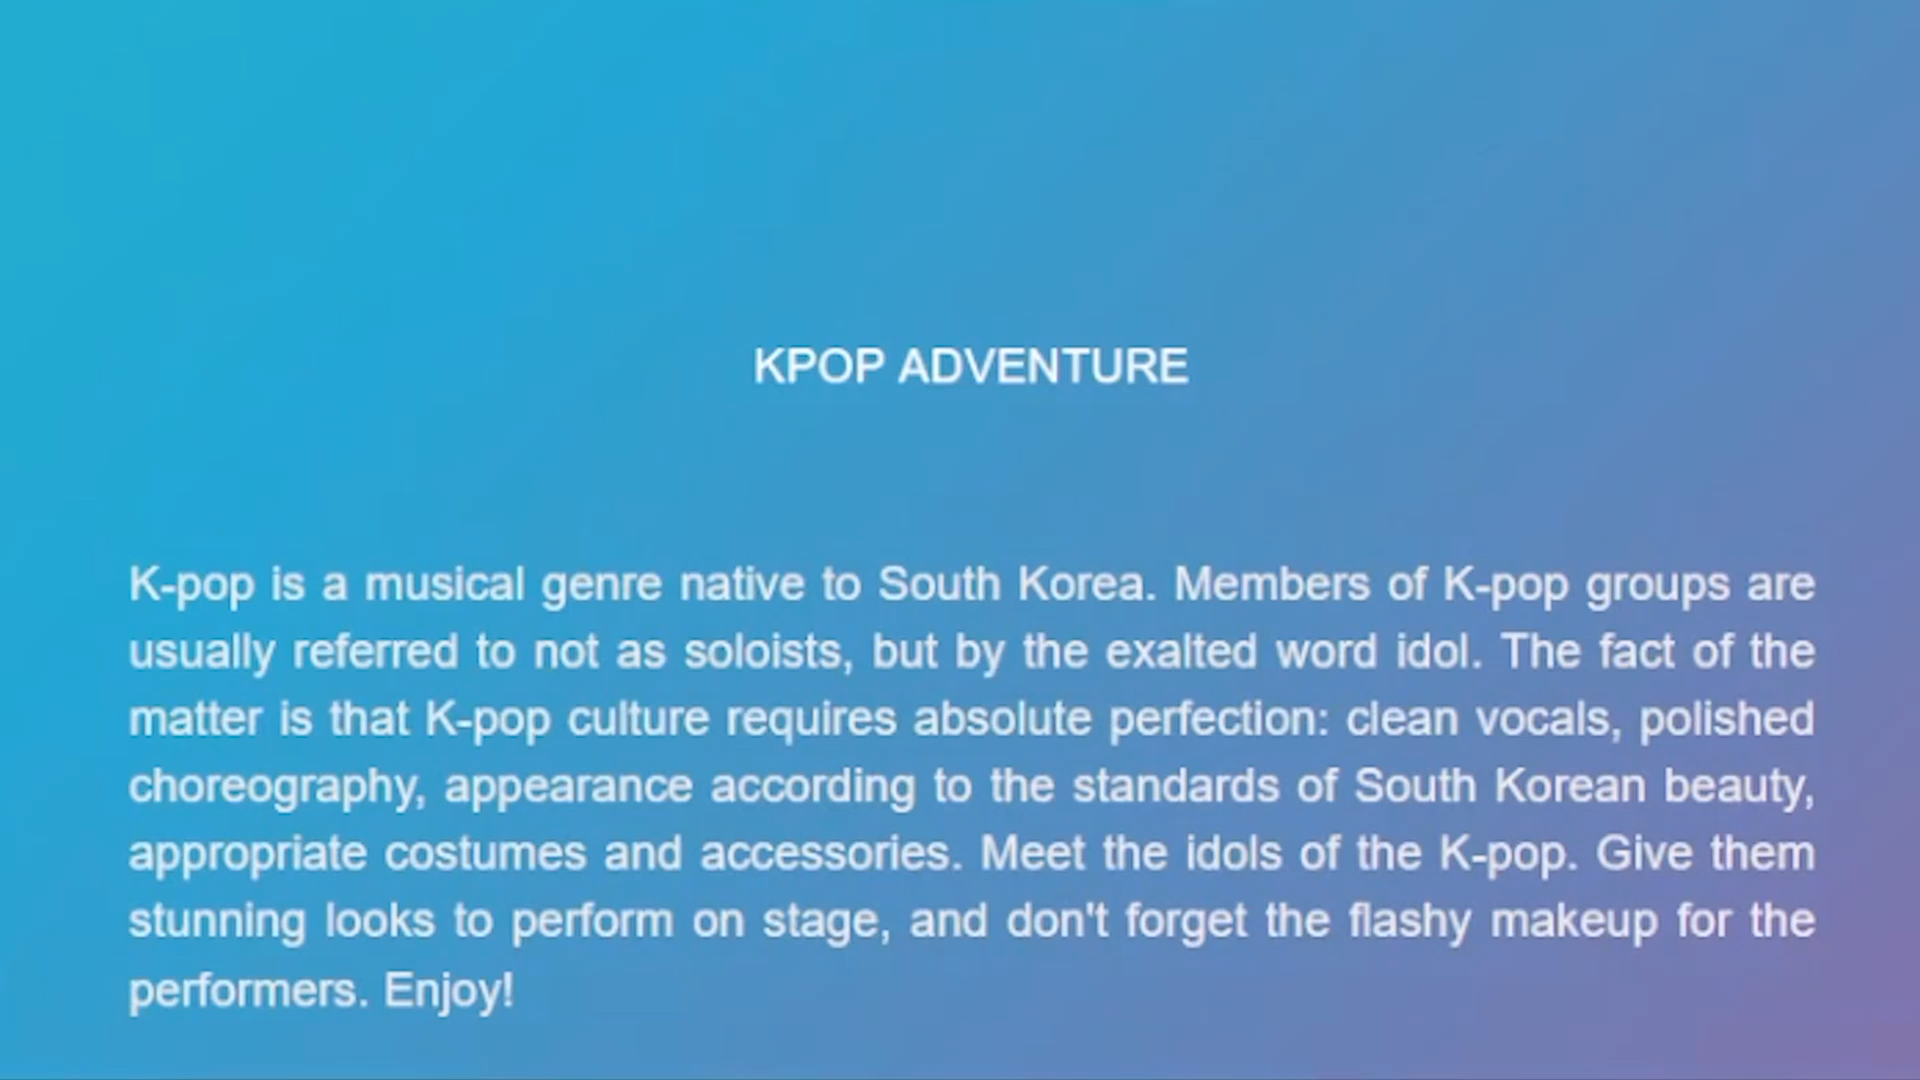 KPOP ADVENTURE
K-pop is a musical genre native to South Korea. Members of K-pop groups are
usually referred to not as soloists, but by the exalted word idol. The fact of the
matter is that K-pop culture requires absolute perfection: clean vocals, polished
choreography, appearance according to the standards of South Korean beauty,
appropriate costumes and accessories. Meet the idols of the K-pop. Give them
stunning looks to perform on stage, and don't forget the flashy makeup for the
performers. Enjoy!